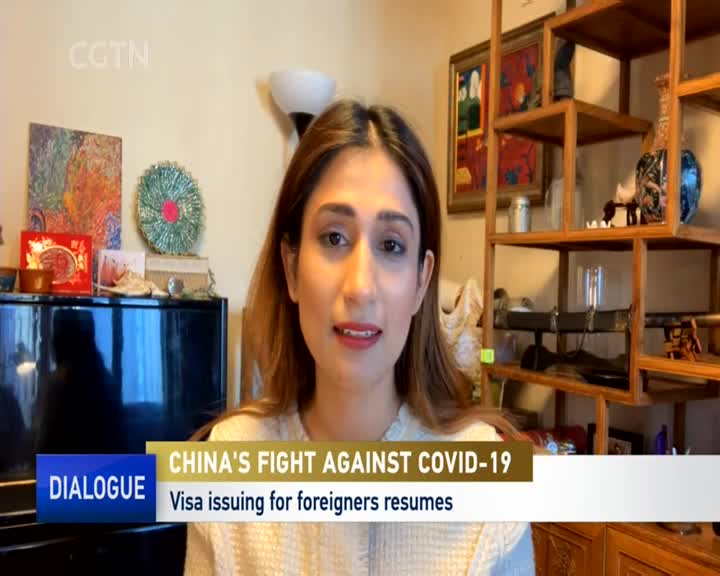 CGTN
CHINA'S FIGHT AGAINST COVID-19
DIALOGUE
Visa issuing for foreigners resumes